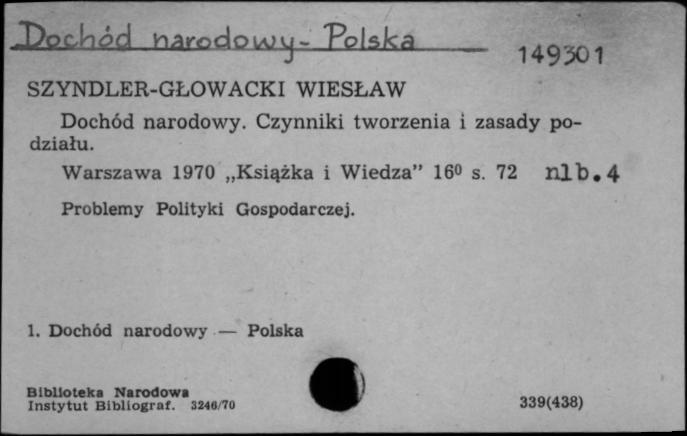 Dochód narodowy - Polska
149301
SZYNDLER-GŁOWACKI WIESŁAW
Dochód narodowy. Czynniki tworzenia i zasady po-
działu.
Warszawa 1970 „Książka i Wiedza” 16⁰ s. 72 nlb. 4
Problemy Polityki Gospodarczej.
1. Dochód narodowy — Polska
Biblioteka Narodowa
Instytut Bibliograf. 3246/70
339(438)